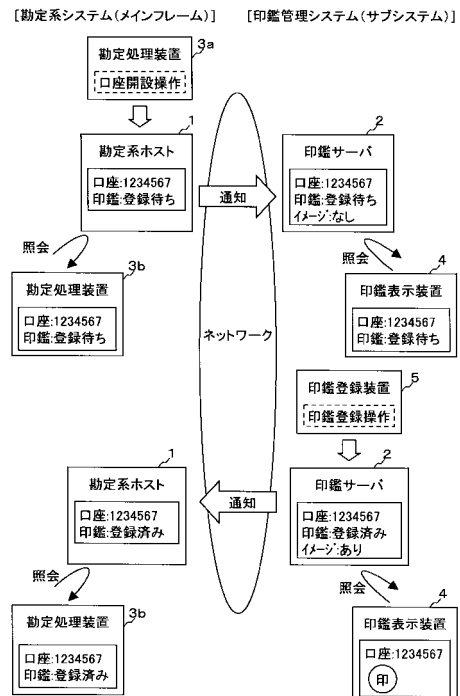 [勘定系システム(メインフレーム)]
[印鑑管理システム(サブシステム)]
3a
勘定処理装置
口座開設操作
1
勘定系ホスト
口座:1234567
印鑑:登録待ち
通知
2
印鑑サーバ
口座:1234567
印鑑:登録待ち
イメージ:なし
照会
3b
勘定処理装置
口座:1234567
印鑑:登録待ち
照会
4
印鑑表示装置
口座:1234567
印鑑:登録待ち
ネットワーク
5
印鑑登録装置
印鑑登録操作
1
勘定系ホスト
口座:1234567
印鑑:登録済み
通知
2
印鑑サーバ
口座:1234567
印鑑:登録済み
イメージ:あり
照会
3b
勘定処理装置
口座:1234567
印鑑:登録済み
照会
4
印鑑表示装置
口座:1234567
印